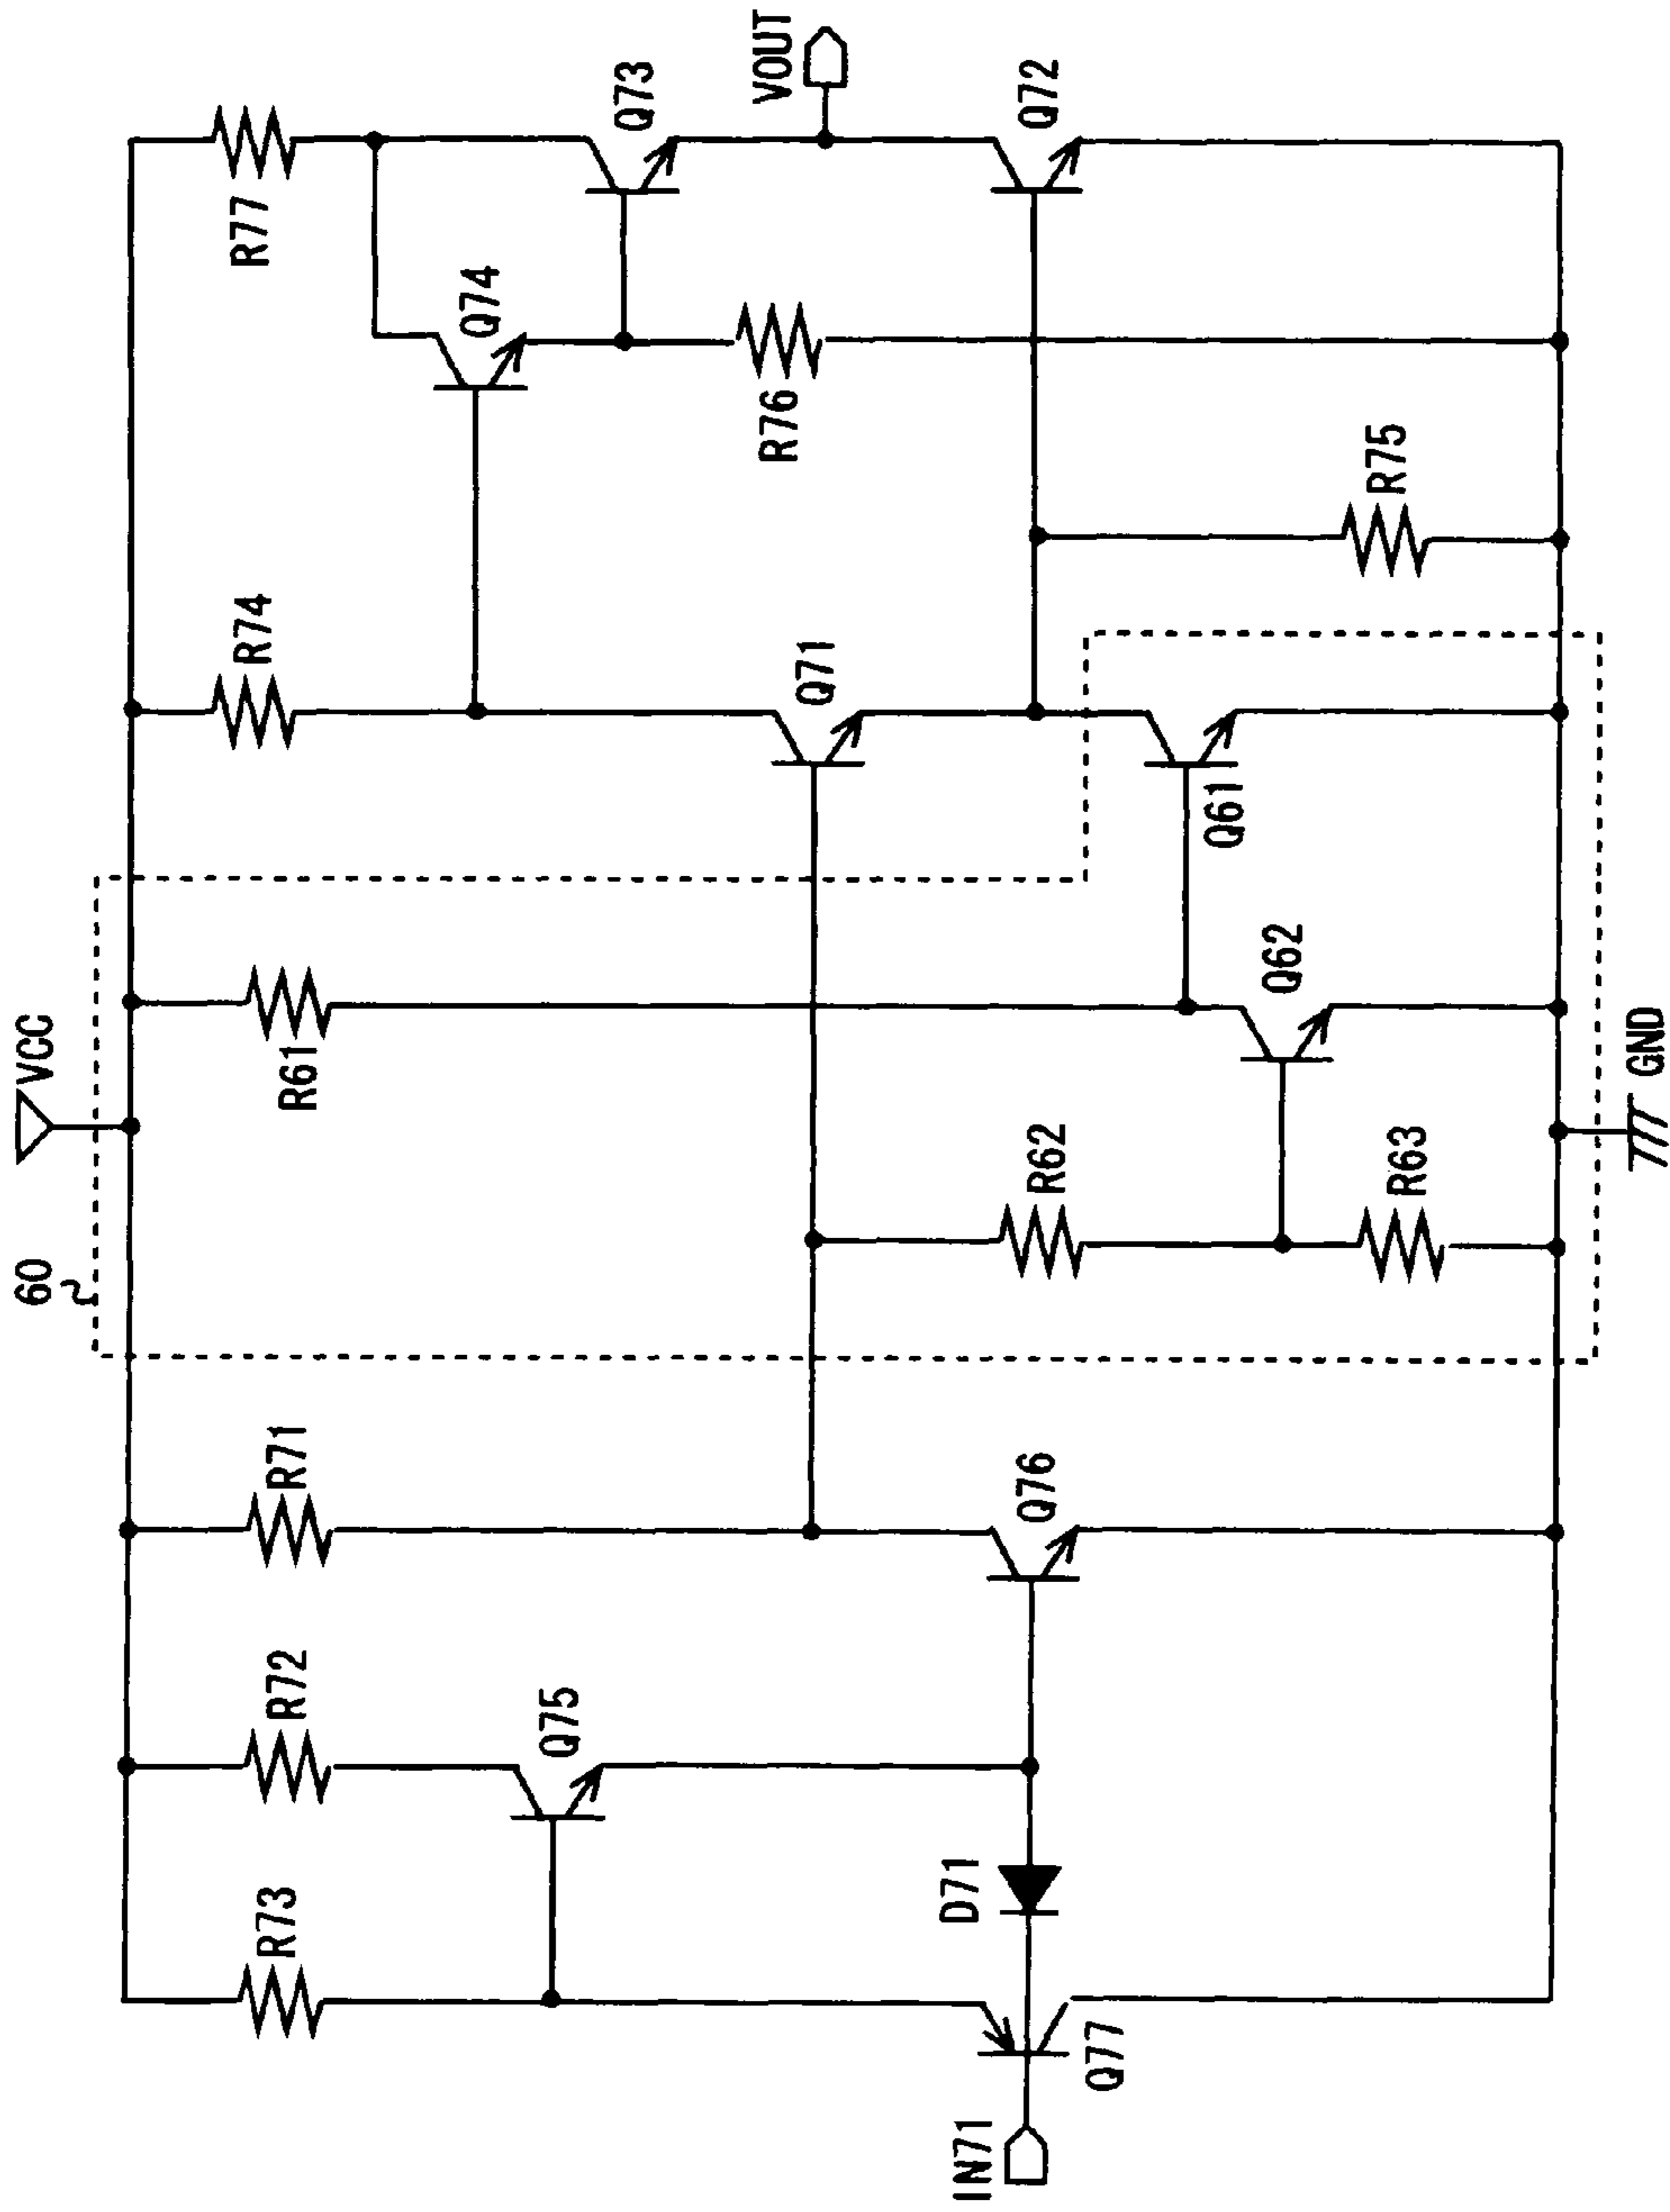 VCC
60
R73
R72
R71
R61
R74
R77
Q75
Q74
Q73
VOUT
Q71
R76
Q76
R62
Q72
D71
IN71
Q77
Q62
Q61
R63
R75
GND